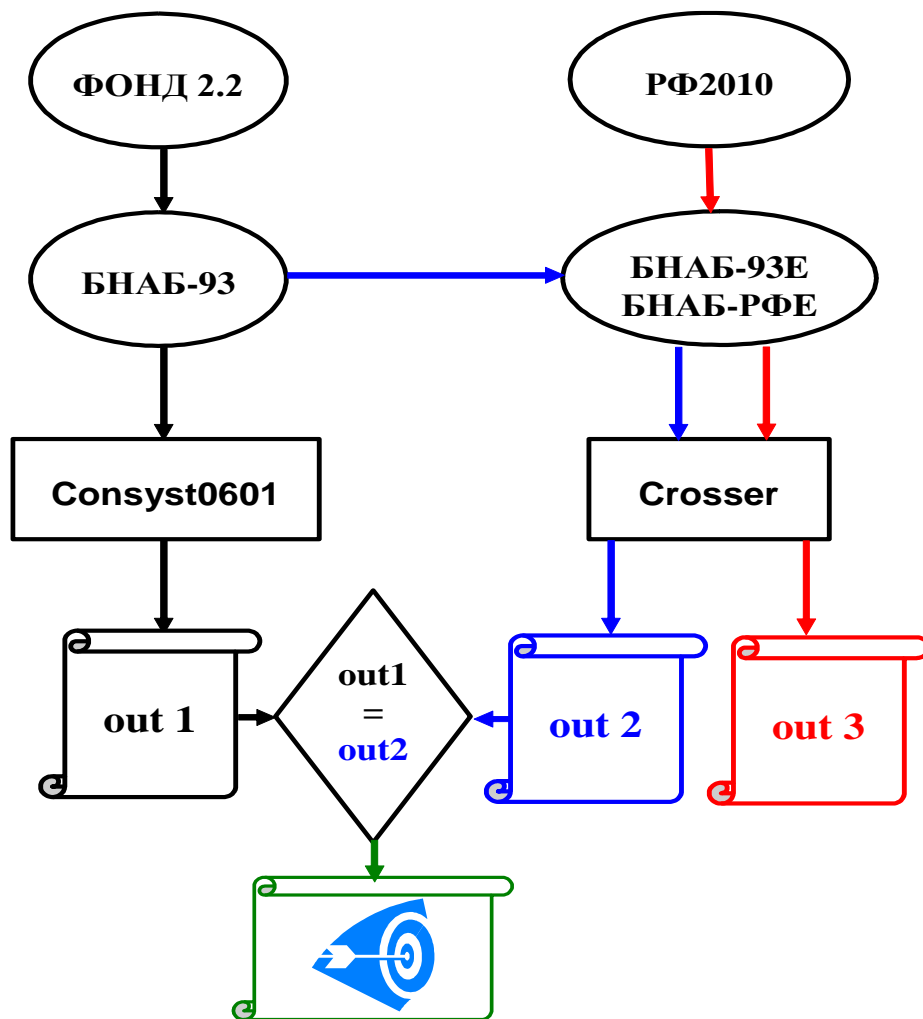 ФОНД 2.2
РФ2010
БНАБ-93
БНАБ-93Е
БНАБ-РФЕ
Consyst0601
Crosser
out 1
out1
=
out2
out 2
out 3